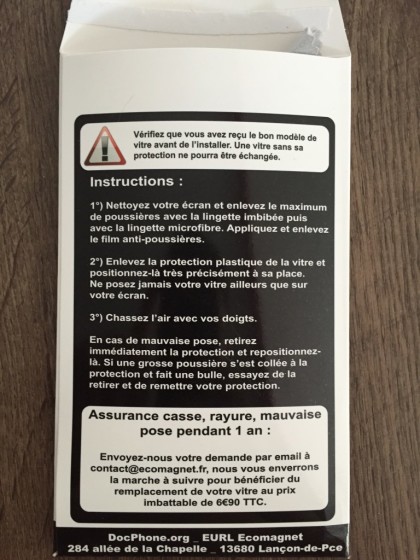 Vérifiez que vous avez reçu le bon modèle de
vitre avant de l'installer. Une vitre sans sa
protection ne pourra être échangée.
Instructions :
1°) Nettoyez votre écran et enlevez le maximum
de poussières avec la lingette imbibée puis
avec la lingette microfibre. Appliquez et enlevez
le film anti-poussières.
2°) Enlevez la protection plastique de la vitre et
positionnez-là très précisément à sa place.
Ne posez jamais votre vitre ailleurs que sur
votre écran.
3°) Chassez l'air avec vos doigts.
En cas de mauvaise pose, retirez
immédiatement la protection et repositionnez-
là. Si une grosse poussière s'est collée à la
protection et fait une bulle, essayez de la
retirer et de remettre votre protection.
Assurance casse, rayure, mauvaise
pose pendant 1 an :
Envoyez-nous votre demande par email à
contact@ecomagnet.fr, nous vous enverrons
la marche à suivre pour bénéficier du
remplacement de votre vitre au prix
imbattable de 6€90 TTC.
DocPhone.org _ EURL Ecomagnet
284 allée de la Chapelle _ 13680 Lançon-de-Pce